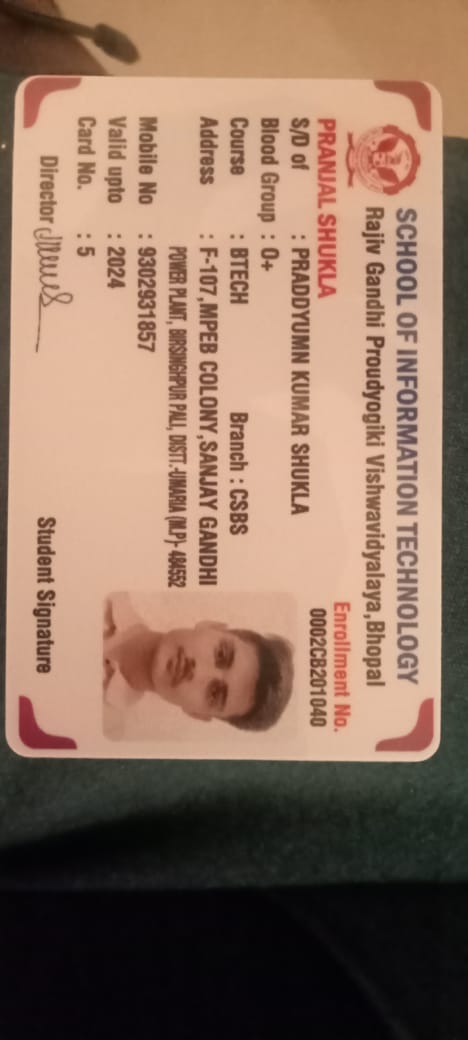 SCHOOL OF INFORMATION TECHNOLOGY
Rajiv Gandhi Proudyogiki Vishwavidyalaya,Bhopal
Enrollment No.
PRANJAL SHUKLA 0002CB201040
S/D of : PRADDYUMN KUMAR SHUKLA
Blood Group : O+
Course : BTECH Branch : CSBS
Address : F-107,MPEB COLONY,SANJAY GANDHI
POWER PLANT, BIRSINGHPUR PALI, DISTT.-UMARIA (M.P)- 484552
Mobile No : 9302931857
Valid upto : 2024
Card No. : 5
Director Student Signature